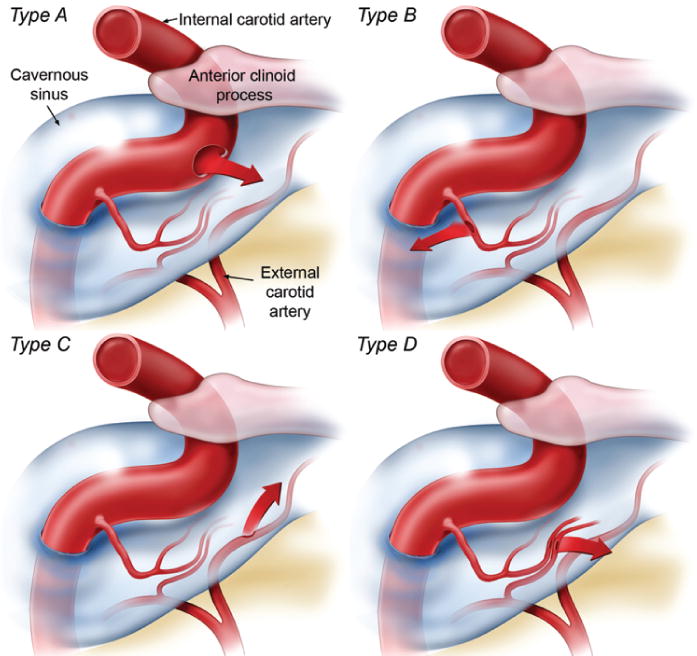 Type A
Internal carotid artery
Type B
Cavernous
sinus
Anterior clinoid
process
External
carotid
artery
Type C
Type D